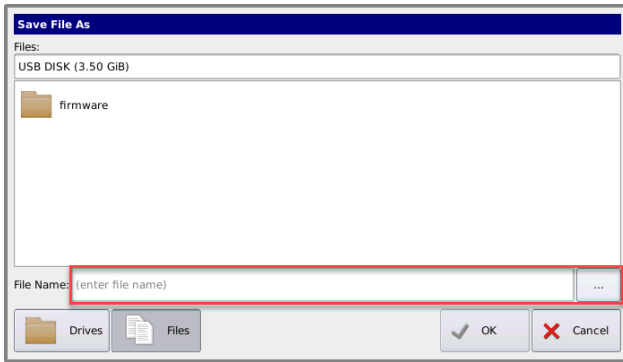 Save File As
Files:
USB DISK (3.50 GiB)
firmware
File Name: (enter file name) ...
Drives Files OK Cancel